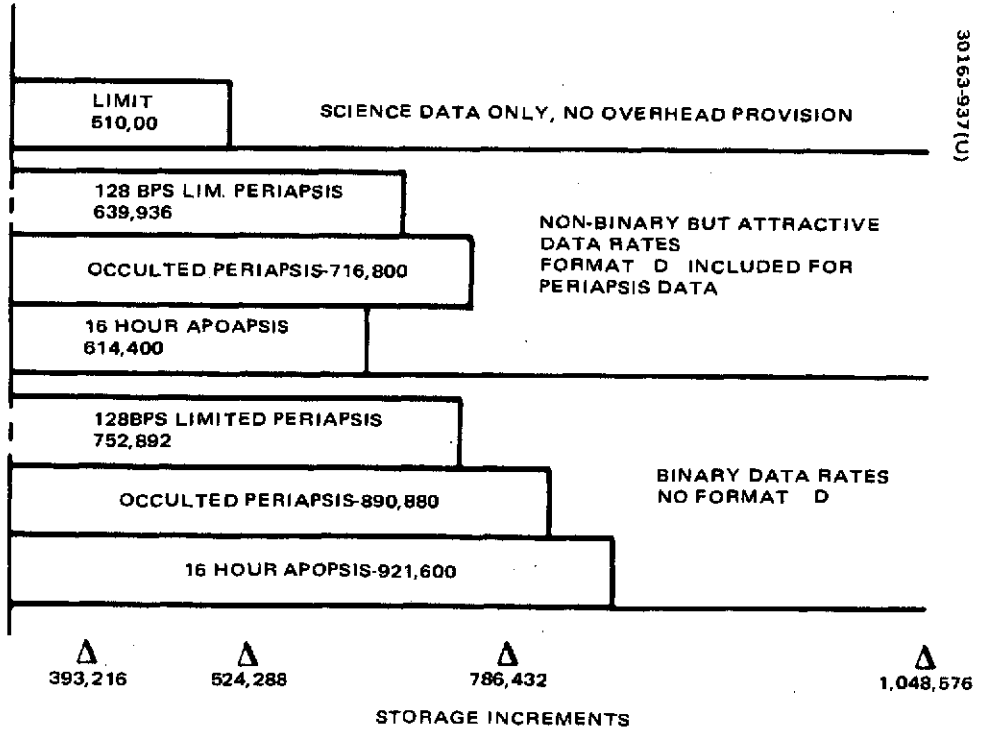 30163-937(U)
LIMIT
510,00
SCIENCE DATA ONLY, NO OVERHEAD PROVISION
128 BPS LIM. PERIAPSIS
639,936
OCCULTED PERIAPSIS-716,800
16 HOUR APOAPSIS
614,400
NON-BINARY BUT ATTRACTIVE
DATA RATES
FORMAT D INCLUDED FOR
PERIAPSIS DATA
128BPS LIMITED PERIAPSIS
752,892
OCCULTED PERIAPSIS-890,880
16 HOUR APOPSIS-921,600
BINARY DATA RATES
NO FORMAT D
Δ Δ Δ Δ
393,216 524,288 786,432 1,048,576
STORAGE INCREMENTS